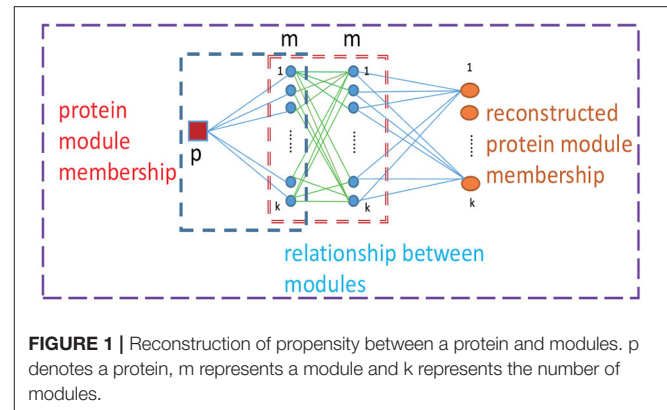 m m
1 1 1
protein
module
membership
p
reconstructed
protein module
membership
k k k
relationship between
modules
FIGURE 1 | Reconstruction of propensity between a protein and modules. p
denotes a protein, m represents a module and k represents the number of
modules.